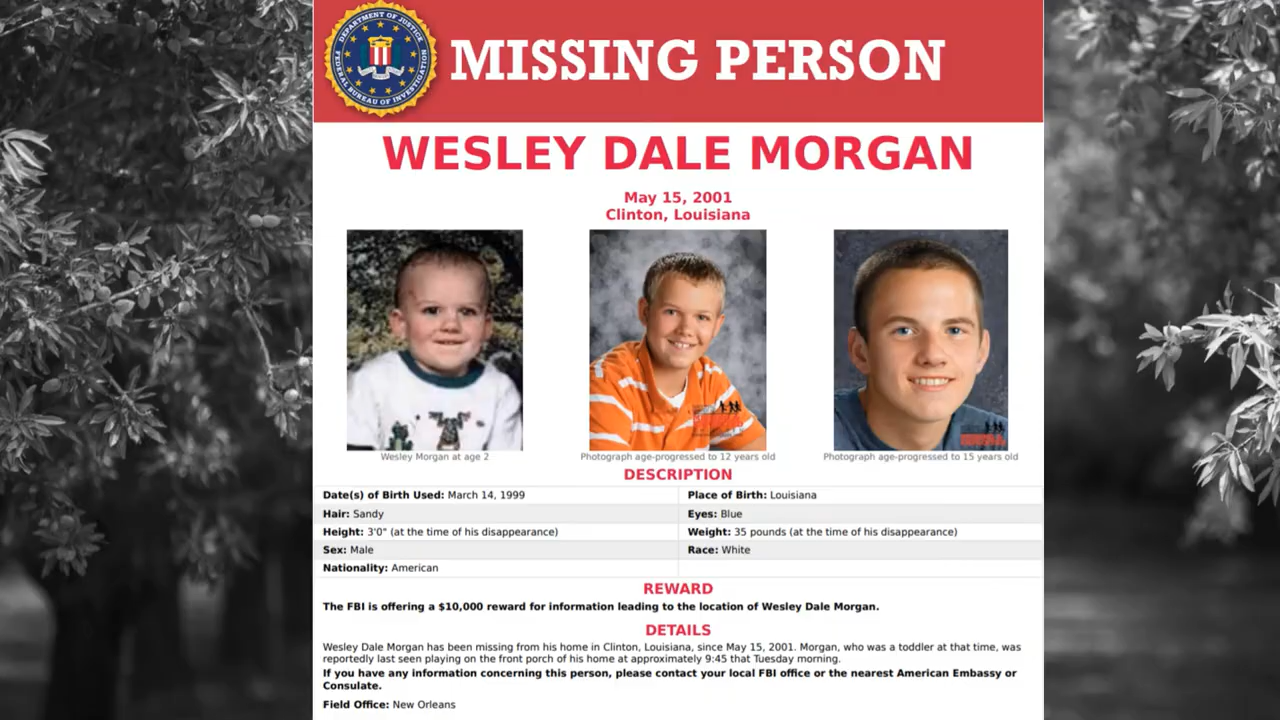 DEPARTMENT OF JUSTICE
FEDERAL BUREAU OF INVESTIGATION
MISSING PERSON
WESLEY DALE MORGAN
May 15, 2001
Clinton, Louisiana
Wesley Morgan at age 2
Photograph age-progressed to 12 years old
Photograph age-progressed to 15 years old
DESCRIPTION
Date(s) of Birth Used: March 14, 1999
Place of Birth: Louisiana
Hair: Sandy
Eyes: Blue
Height: 3'0" (at the time of his disappearance)
Weight: 35 pounds (at the time of his disappearance)
Sex: Male
Race: White
Nationality: American
REWARD
The FBI is offering a $10,000 reward for information leading to the location of Wesley Dale Morgan.
DETAILS
Wesley Dale Morgan has been missing from his home in Clinton, Louisiana, since May 15, 2001. Morgan, who was a toddler at that time, was
reportedly last seen playing on the front porch of his home at approximately 9:45 that Tuesday morning.
If you have any information concerning this person, please contact your local FBI office or the nearest American Embassy or
Consulate.
Field Office: New Orleans